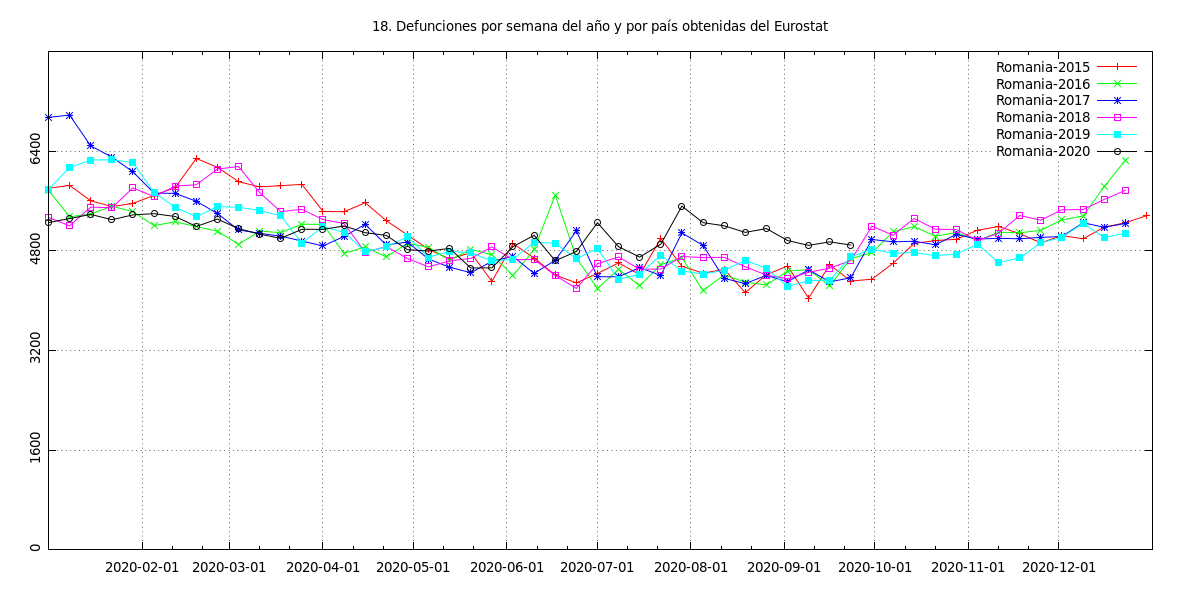 18. Defunciones por semana del año y por país obtenidas del Eurostat
Romania-2015
Romania-2016
Romania-2017
Romania-2018
Romania-2019
Romania-2020
6400
4800
3200
1600
0
2020-02-01 2020-03-01 2020-04-01 2020-05-01 2020-06-01 2020-07-01 2020-08-01 2020-09-01 2020-10-01 2020-11-01 2020-12-01